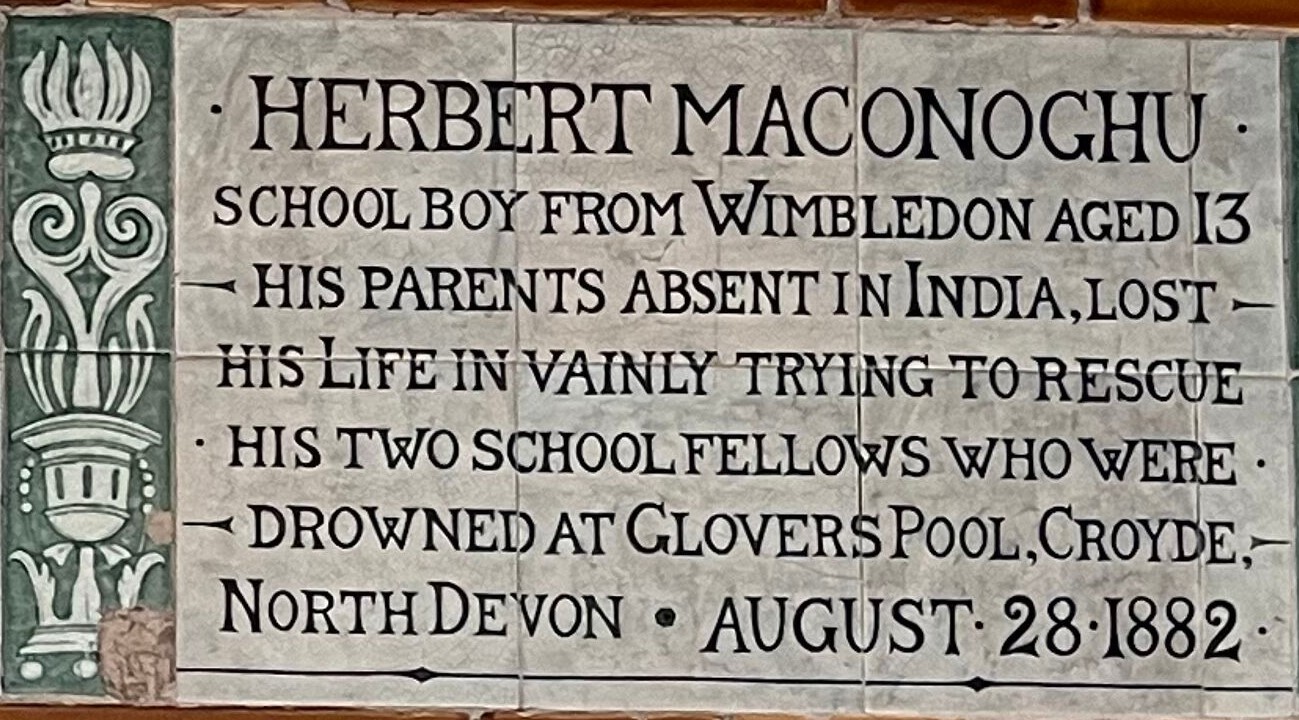 · HERBERT MACONOGHU ·
SCHOOL BOY FROM WIMBLEDON AGED 13
— HIS PARENTS ABSENT IN INDIA, LOST —
HIS LIFE IN VAINLY TRYING TO RESCUE
· HIS TWO SCHOOL FELLOWS WHO WERE ·
— DROWNED AT GLOVERS POOL, CROYDE, —
NORTH DEVON • AUGUST · 28 · 1882 ·